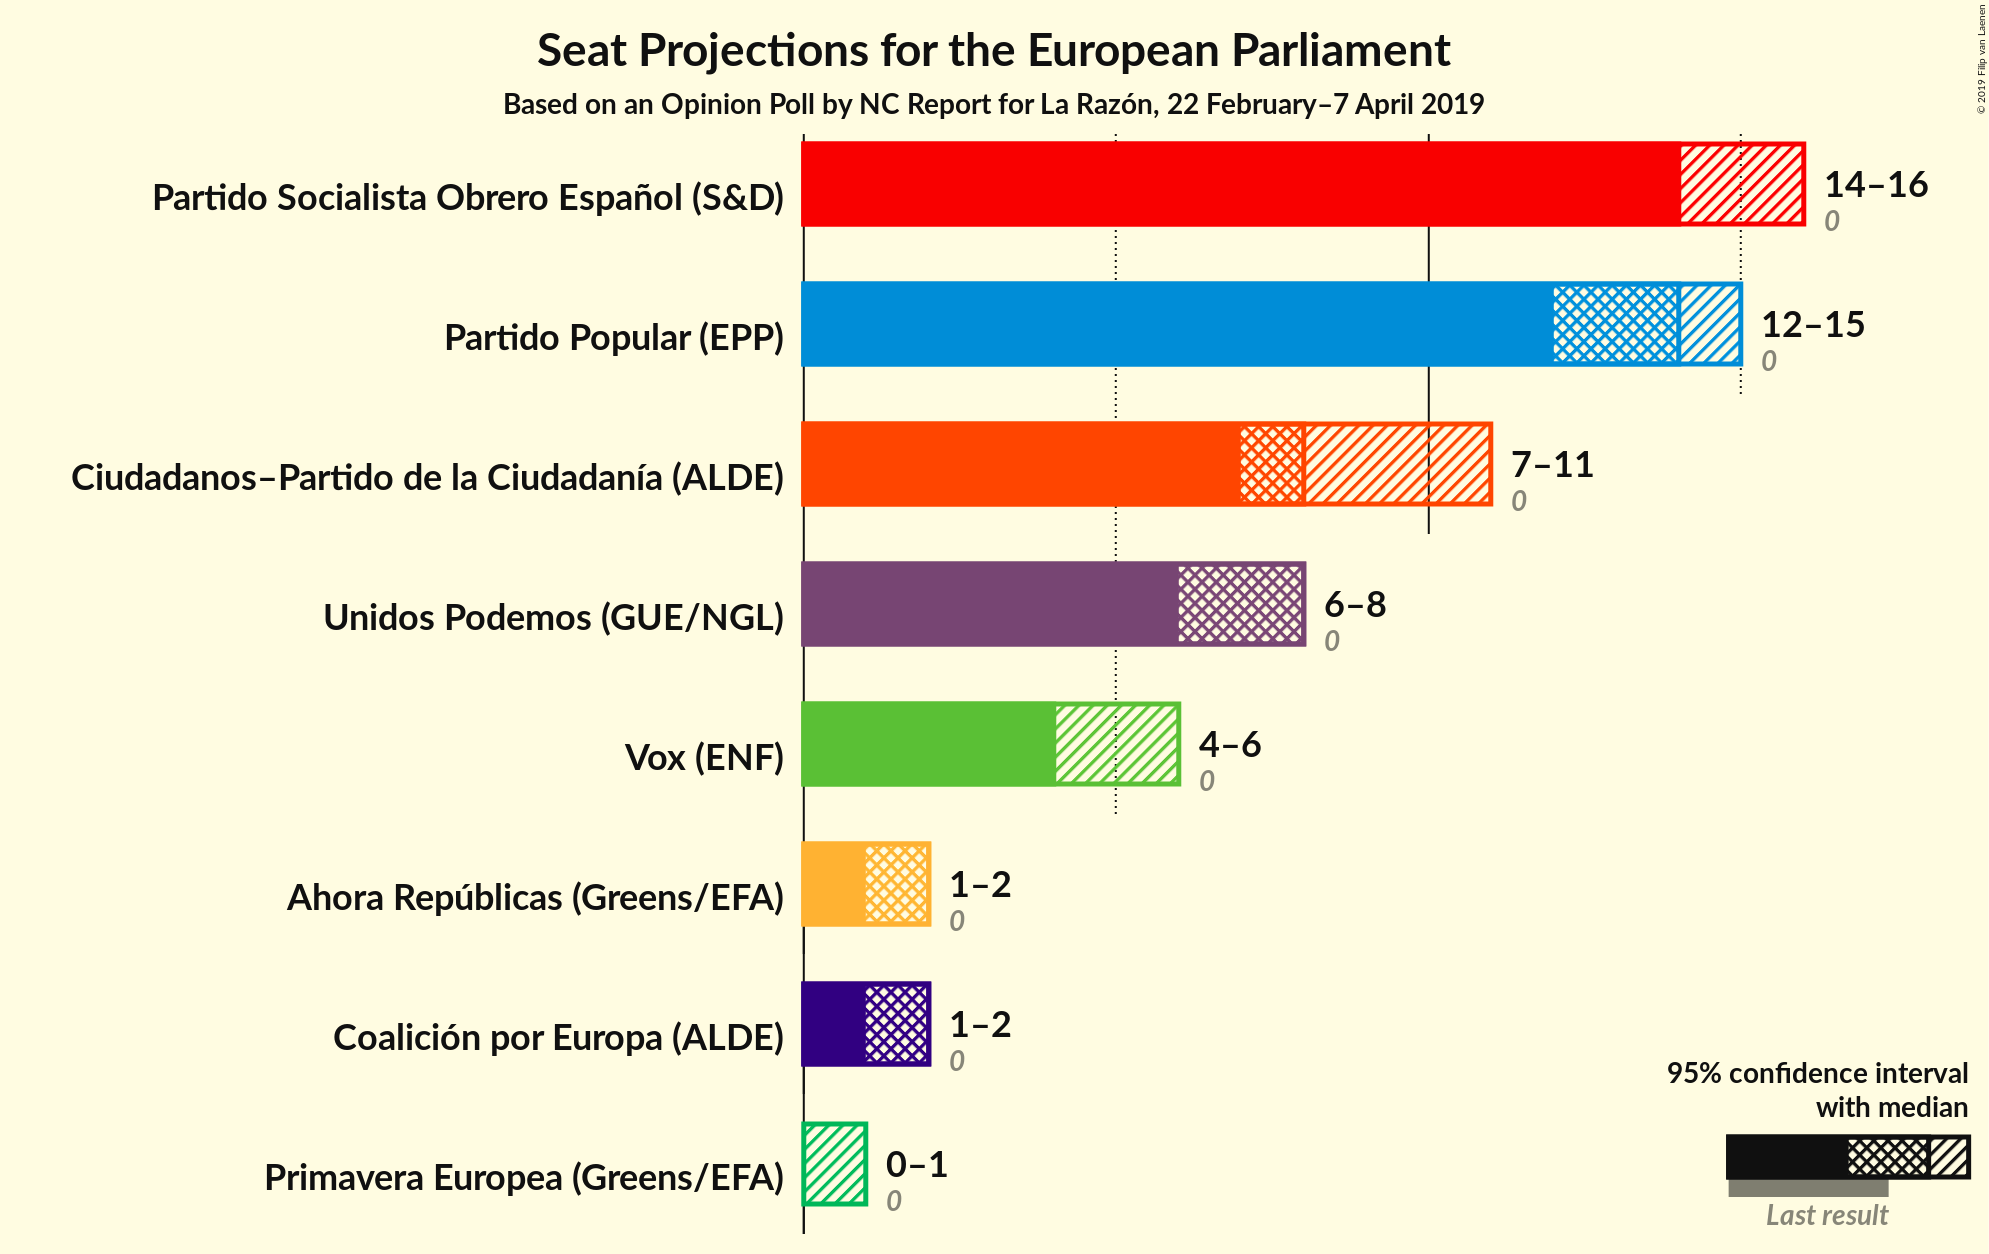 Seat Projections for the European Parliament
Based on an Opinion Poll by NC Report for La Razón, 22 February–7 April 2019
© 2019 Filip van Laenen
Partido Socialista Obrero Español (S&D)
14–16
0
Partido Popular (EPP)
12–15
0
Ciudadanos–Partido de la Ciudadanía (ALDE)
7–11
0
Unidos Podemos (GUE/NGL)
6–8
0
Vox (ENF)
4–6
0
Ahora Repúblicas (Greens/EFA)
1–2
0
Coalición por Europa (ALDE)
1–2
0
Primavera Europea (Greens/EFA)
0–1
0
95% confidence interval
with median
Last result